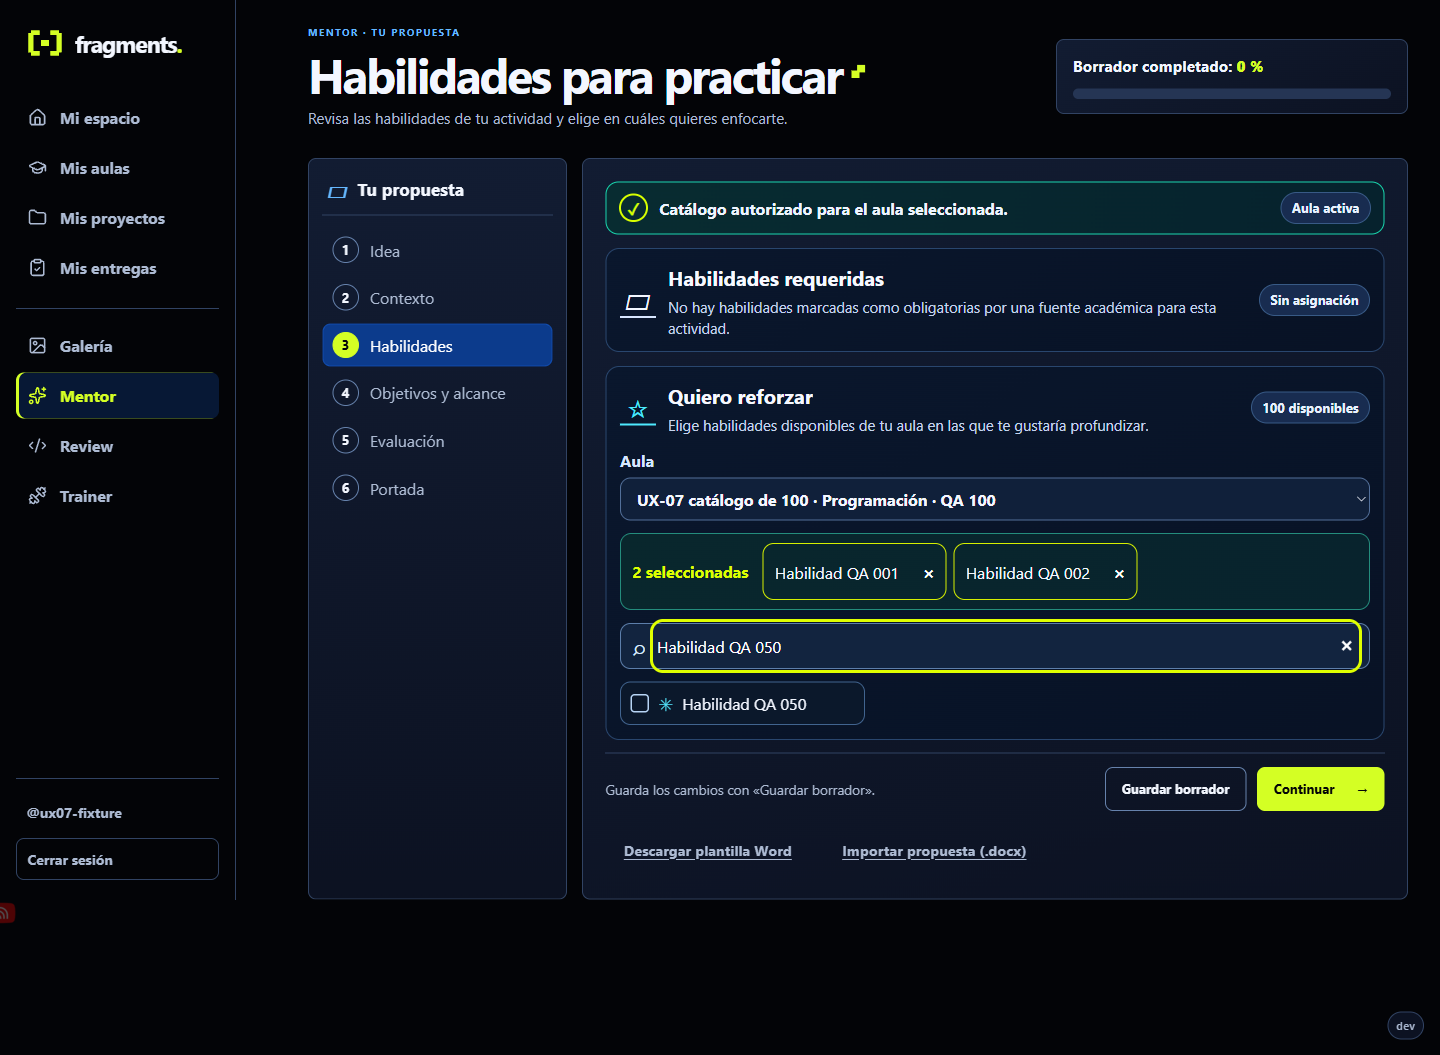 fragments.
Mi espacio
Mis aulas
Mis proyectos
Mis entregas
Galería
Mentor
Review
Trainer
@ux07-fixture
Cerrar sesión
MENTOR · TU PROPUESTA
Habilidades para practicar
Revisa las habilidades de tu actividad y elige en cuáles quieres enfocarte.
Borrador completado: 0 %
Tu propuesta
1 Idea
2 Contexto
3 Habilidades
4 Objetivos y alcance
5 Evaluación
6 Portada
Catálogo autorizado para el aula seleccionada.
Aula activa
Habilidades requeridas
No hay habilidades marcadas como obligatorias por una fuente académica para esta
actividad.
Sin asignación
Quiero reforzar
Elige habilidades disponibles de tu aula en las que te gustaría profundizar.
100 disponibles
Aula
UX-07 catálogo de 100 · Programación · QA 100
2 seleccionadas
Habilidad QA 001 ×
Habilidad QA 002 ×
Habilidad QA 050 ×
Habilidad QA 050
Guarda los cambios con «Guardar borrador».
Guardar borrador
Continuar →
Descargar plantilla Word
Importar propuesta (.docx)
dev